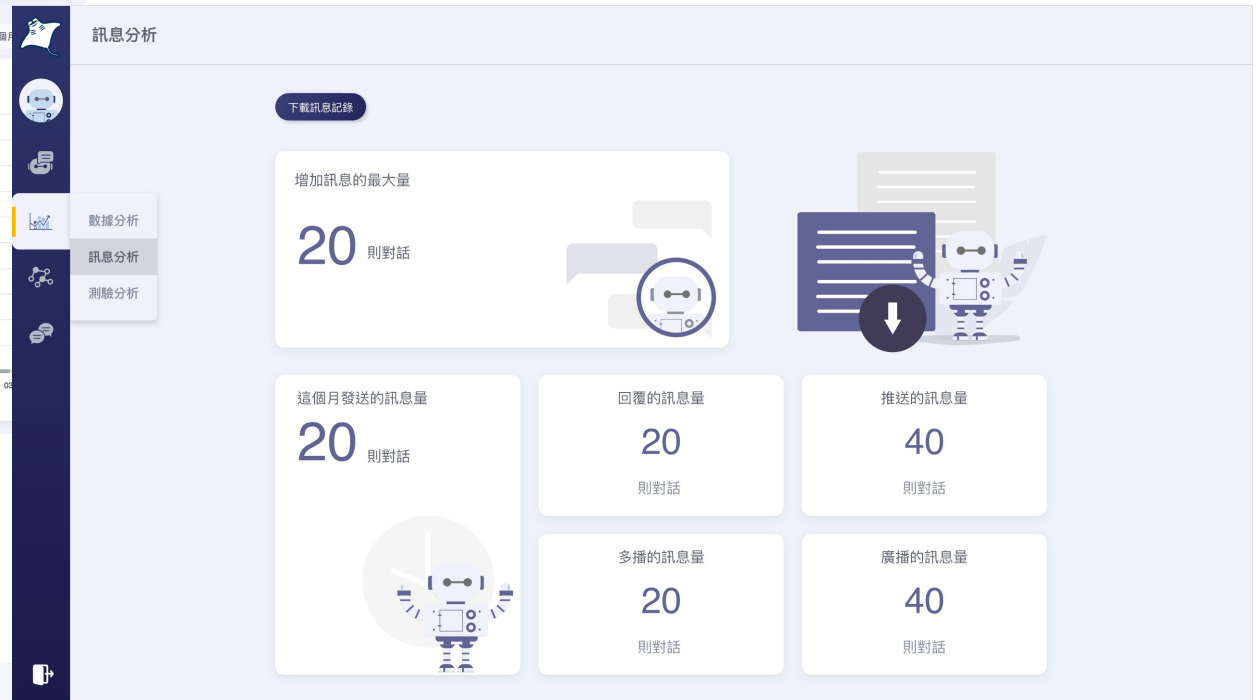 訊息分析
個月
下載訊息記錄
增加訊息的最大量
20 則對話
數據分析
訊息分析
測驗分析
這個月發送的訊息量
20 則對話
回覆的訊息量
20
則對話
推送的訊息量
40
則對話
多播的訊息量
20
則對話
廣播的訊息量
40
則對話
03